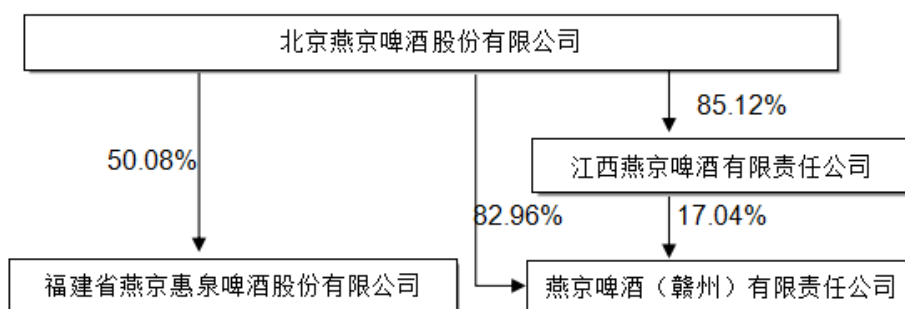 北京燕京啤酒股份有限公司
85.12%
50.08%
江西燕京啤酒有限责任公司
82.96%
17.04%
福建省燕京惠泉啤酒股份有限公司
燕京啤酒（赣州）有限责任公司